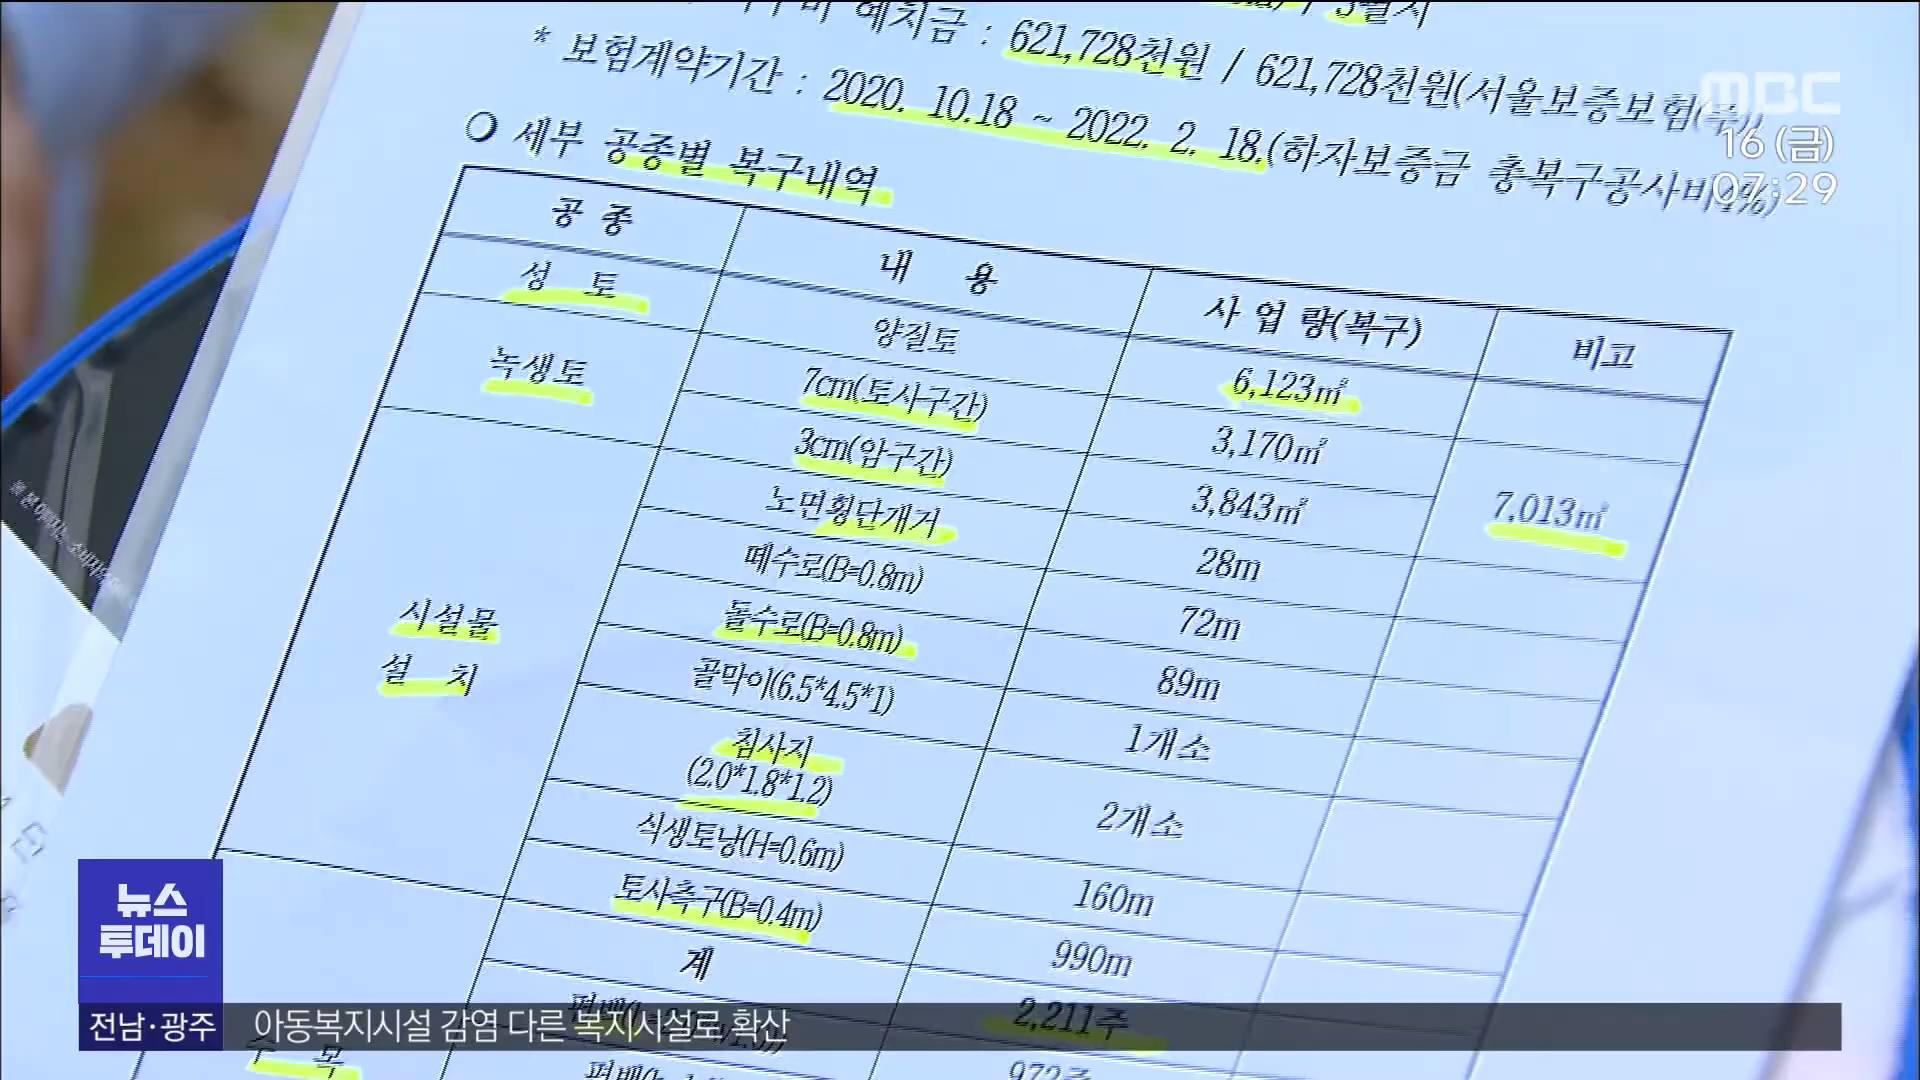 예치금 : 621,728천원 / 621,728천원(서울보증보험(주))
* 보험계약기간 : 2020. 10.18 ~ 2022. 2. 18.(하자보증금 총복구공사비4%)
MBC
16 (금)
07:29
○ 세부 공종별 복구내역
공 종 내 용 사 업 량(복구) 비고
성 토 양질토 6,123㎥
녹생토 7cm(토사구간) 3,170㎡ 7,013㎡
3cm(암구간) 3,843㎡
시설물 설 치
노면횡단개거 28m
떼수로(B=0.8m) 72m
돌수로(B=0.8m) 89m
골막이(6.5*4.5*1) 1개소
침사지
(2.0*1.8*1.2) 2개소
식생토낭(H=0.6m) 160m
토사측구(B=0.4m) 990m
계 2,211주
뉴스
투데이
전남·광주 아동복지시설 감염 다른 복지시설로 확산